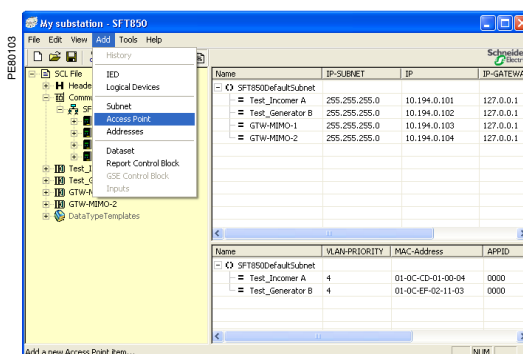 PE80103
My substation - SFT850
File Edit View Add Tools Help
Schneider
Electr
History
IED
Logical Devices
Subnet
Access Point
Addresses
Dataset
Report Control Block
GSE Control Block
Inputs
SCL File
Heade
Commu
SF
Test_I
Test_G
GTW-M
GTW-MIMO-2
DataTypeTemplates
Name IP-SUBNET IP IP-GATEWA
SFT850DefaultSubnet
Test_Incomer A 255.255.255.0 10.194.0.101 127.0.0.1
Test_Generator B 255.255.255.0 10.194.0.102 127.0.0.1
GTW-MIMO-1 255.255.255.0 10.194.0.103 127.0.0.1
GTW-MIMO-2 255.255.255.0 10.194.0.104 127.0.0.1
Name VLAN-PRIORITY MAC-Address APPID
SFT850DefaultSubnet
Test_Incomer A 4 01-0C-CD-01-00-04 0000
Test_Generator B 4 01-0C-EF-02-11-03 0000
Add a new Access Point item... NUM